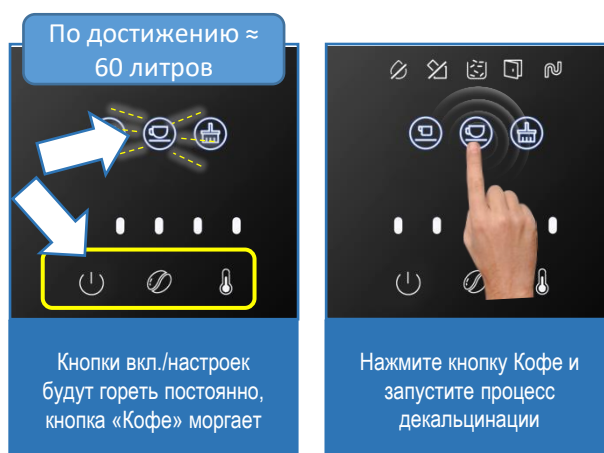 По достижению ≈
60 литров
Кнопки вкл./настроек
будут гореть постоянно,
кнопка «Кофе» моргает
Нажмите кнопку Кофе и
запустите процесс
декальцинации